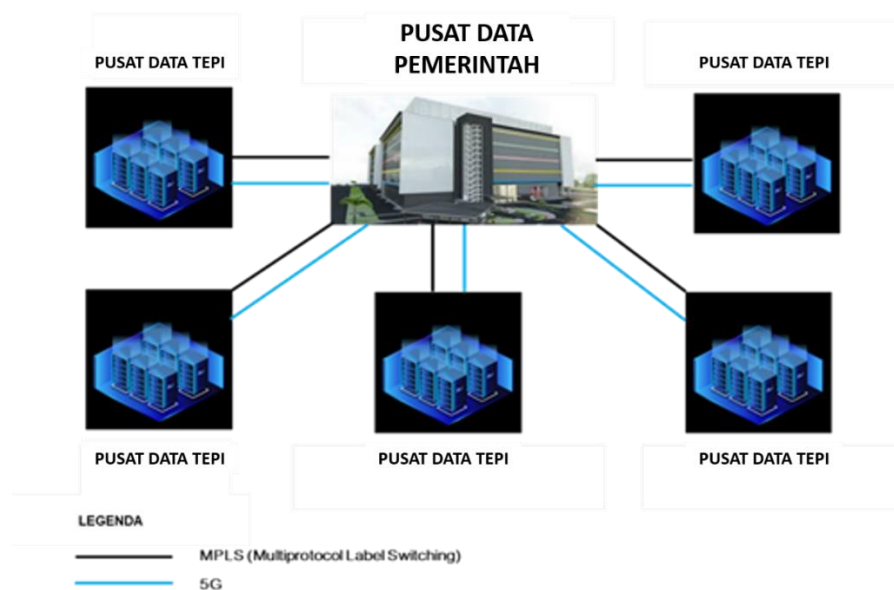 PUSAT DATA TEPI
PUSAT DATA
PEMERINTAH
PUSAT DATA TEPI
PUSAT DATA TEPI
PUSAT DATA TEPI
PUSAT DATA TEPI
LEGENDA
MPLS (Multiprotocol Label Switching)
5G